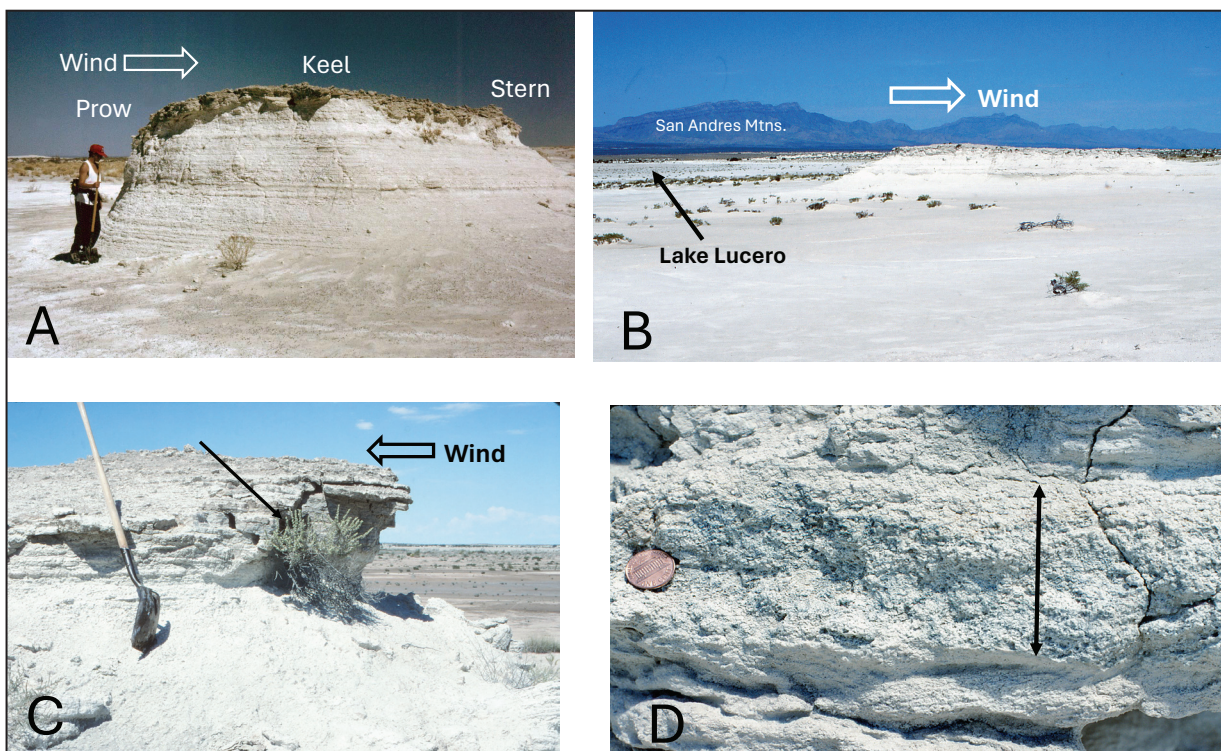 Wind
Keel
Stern
Prow
A
Wind
San Andres Mtns.
Lake Lucero
B
Wind
C
D